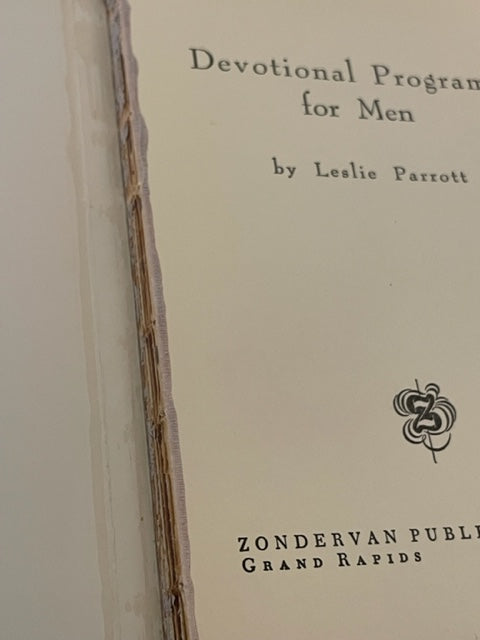 Devotional Program
for Men
by Leslie Parrott
Z
ZONDERVAN PUBL
GRAND RAPIDS